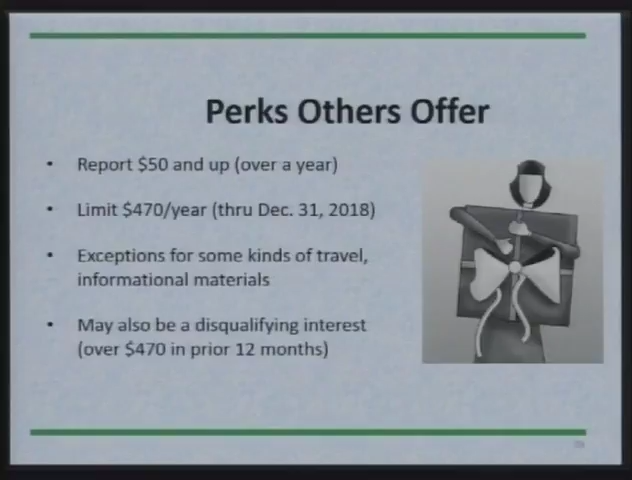 Perks Others Offer
• Report $50 and up (over a year)
• Limit $470/year (thru Dec. 31, 2018)
• Exceptions for some kinds of travel,
informational materials
• May also be a disqualifying interest
(over $470 in prior 12 months)